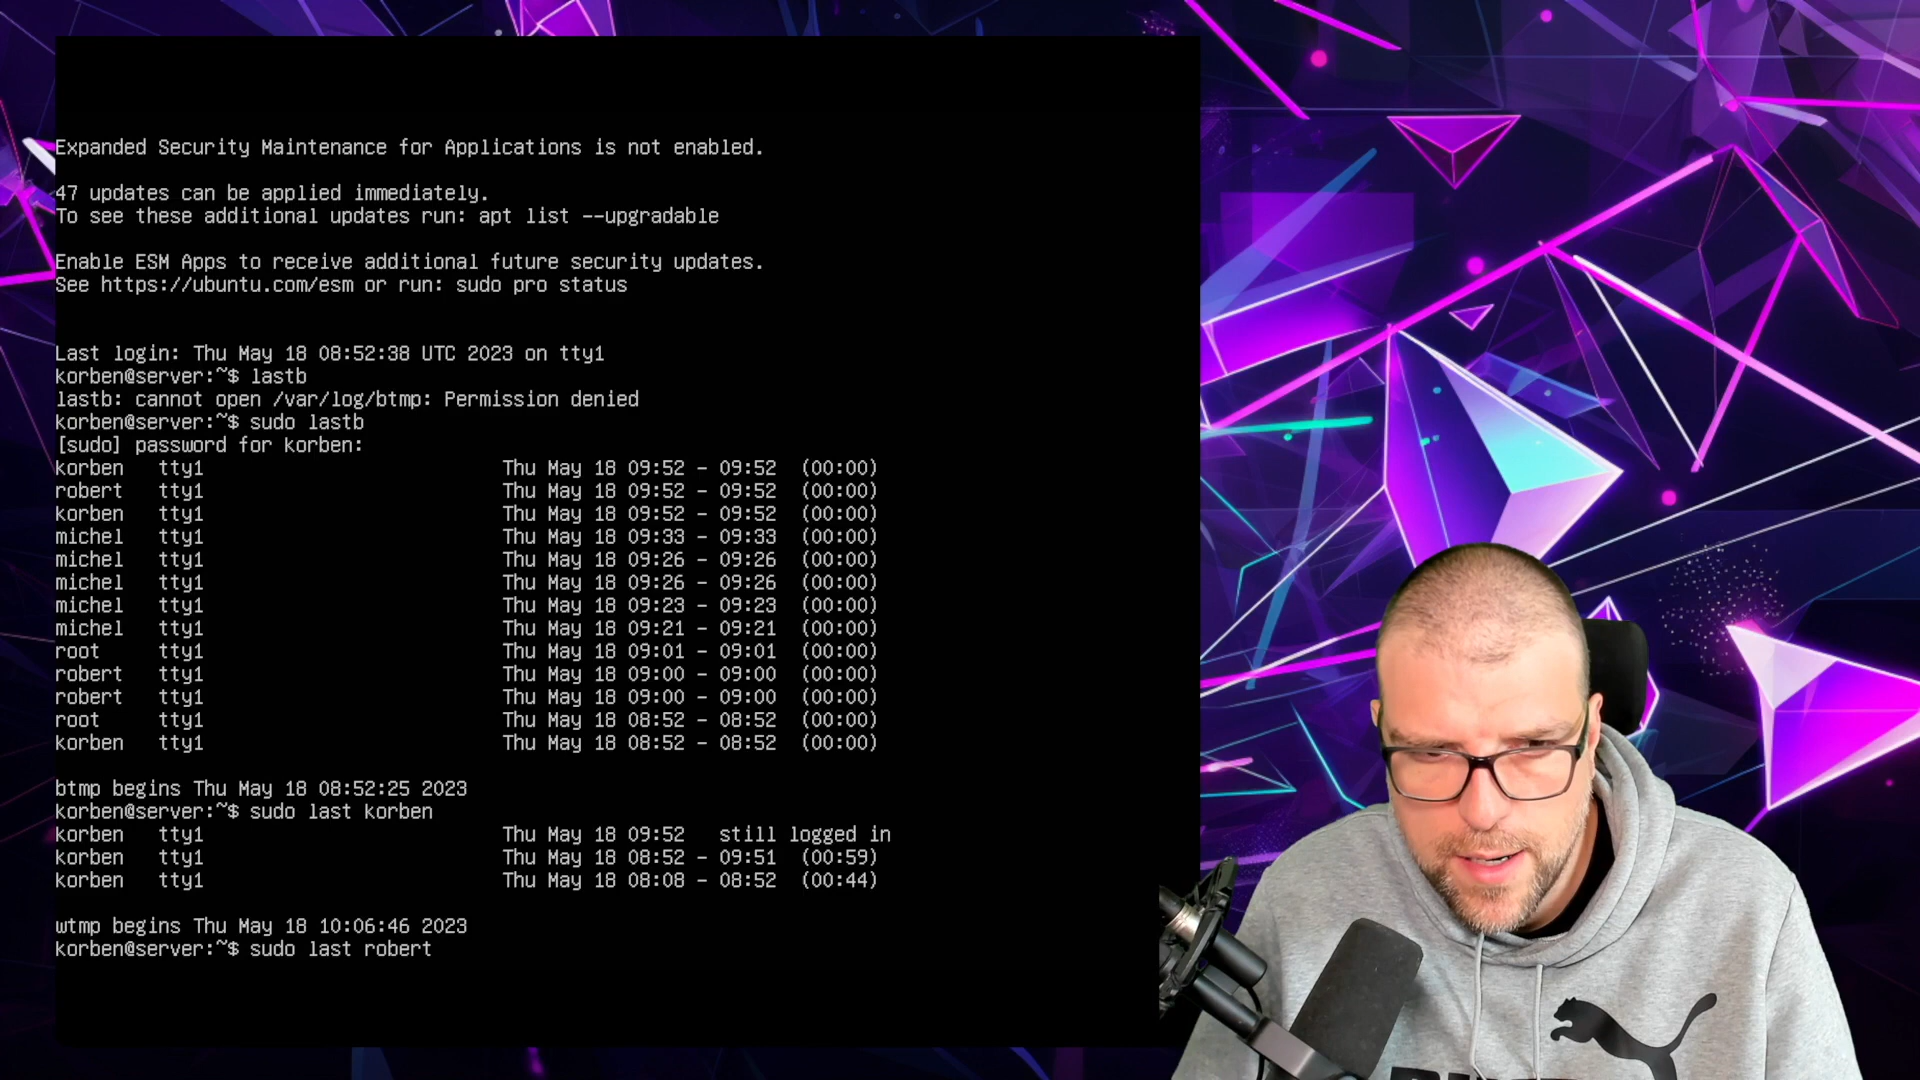 Expanded Security Maintenance for Applications is not enabled.
47 updates can be applied immediately.
To see these additional updates run: apt list --upgradable
Enable ESM Apps to receive additional future security updates.
See https://ubuntu.com/esm or run: sudo pro status
Last login: Thu May 18 08:52:38 UTC 2023 on tty1
korben@server:~$ lastb
lastb: cannot open /var/log/btmp: Permission denied
korben@server:~$ sudo lastb
[sudo] password for korben:
korben   tty1                          Thu May 18 09:52 - 09:52  (00:00)
robert   tty1                          Thu May 18 09:52 - 09:52  (00:00)
korben   tty1                          Thu May 18 09:52 - 09:52  (00:00)
michel   tty1                          Thu May 18 09:33 - 09:33  (00:00)
michel   tty1                          Thu May 18 09:26 - 09:26  (00:00)
michel   tty1                          Thu May 18 09:26 - 09:26  (00:00)
michel   tty1                          Thu May 18 09:23 - 09:23  (00:00)
michel   tty1                          Thu May 18 09:21 - 09:21  (00:00)
root     tty1                          Thu May 18 09:01 - 09:01  (00:00)
robert   tty1                          Thu May 18 09:00 - 09:00  (00:00)
robert   tty1                          Thu May 18 09:00 - 09:00  (00:00)
root     tty1                          Thu May 18 08:52 - 08:52  (00:00)
korben   tty1                          Thu May 18 08:52 - 08:52  (00:00)
btmp begins Thu May 18 08:52:25 2023
korben@server:~$ sudo last korben
korben   tty1                          Thu May 18 09:52   still logged in
korben   tty1                          Thu May 18 08:52 - 09:51  (00:59)
korben   tty1                          Thu May 18 08:08 - 08:52  (00:44)
wtmp begins Thu May 18 10:06:46 2023
korben@server:~$ sudo last robert